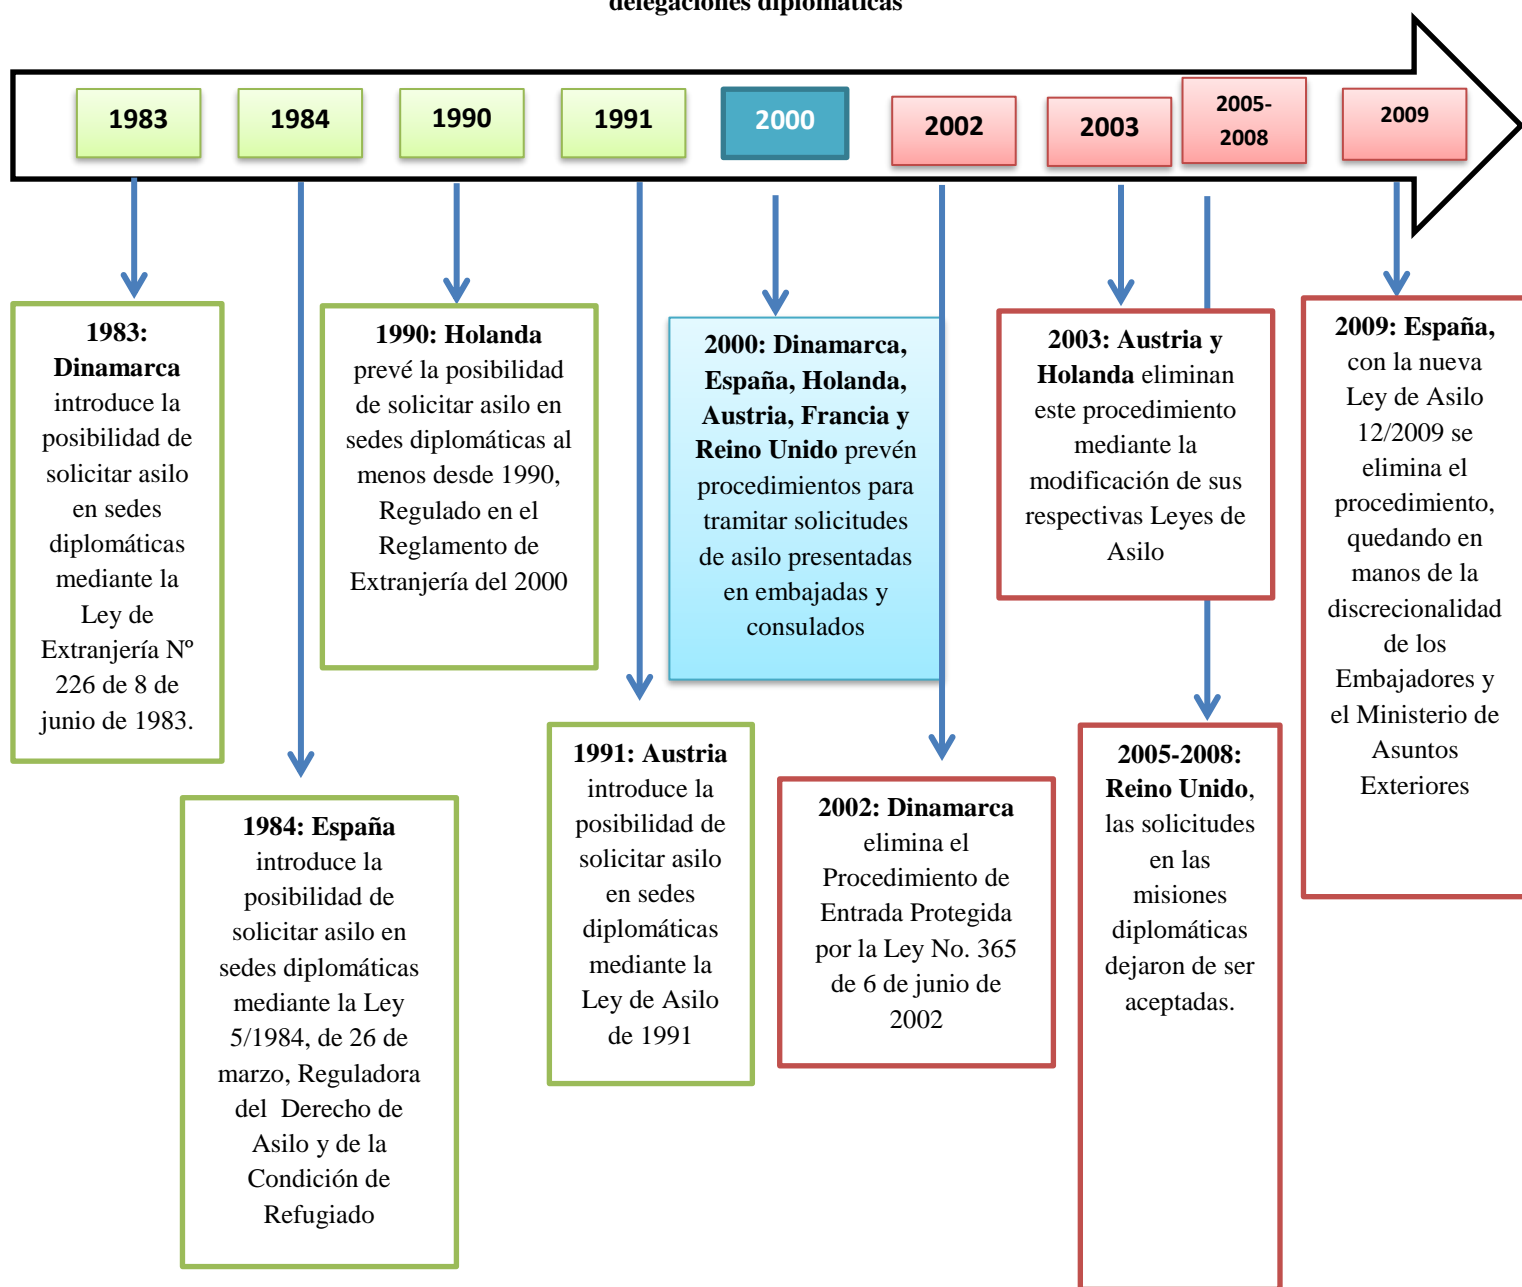 delegaciones diplomáticas
1983
1984
1990
1991
2000
2002
2003
2005-
2008
2009
1983:
Dinamarca
introduce la
posibilidad de
solicitar asilo
en sedes
diplomáticas
mediante la
Ley de
Extranjería Nº
226 de 8 de
junio de 1983.
1984: España
introduce la
posibilidad de
solicitar asilo en
sedes diplomáticas
mediante la Ley
5/1984, de 26 de
marzo, Reguladora
del Derecho de
Asilo y de la
Condición de
Refugiado
1990: Holanda
prevé la posibilidad
de solicitar asilo en
sedes diplomáticas al
menos desde 1990,
Regulado en el
Reglamento de
Extranjería del 2000
1991: Austria
introduce la
posibilidad de
solicitar asilo
en sedes
diplomáticas
mediante la
Ley de Asilo
de 1991
2000: Dinamarca,
España, Holanda,
Austria, Francia y
Reino Unido prevén
procedimientos para
tramitar solicitudes
de asilo presentadas
en embajadas y
consulados
2002: Dinamarca
elimina el
Procedimiento de
Entrada Protegida
por la Ley No. 365
de 6 de junio de
2002
2003: Austria y
Holanda eliminan
este procedimiento
mediante la
modificación de sus
respectivas Leyes de
Asilo
2005-2008:
Reino Unido,
las solicitudes
en las
misiones
diplomáticas
dejaron de ser
aceptadas.
2009: España,
con la nueva
Ley de Asilo
12/2009 se
elimina el
procedimiento,
quedando en
manos de la
discrecionalidad
de los
Embajadores y
el Ministerio de
Asuntos
Exteriores